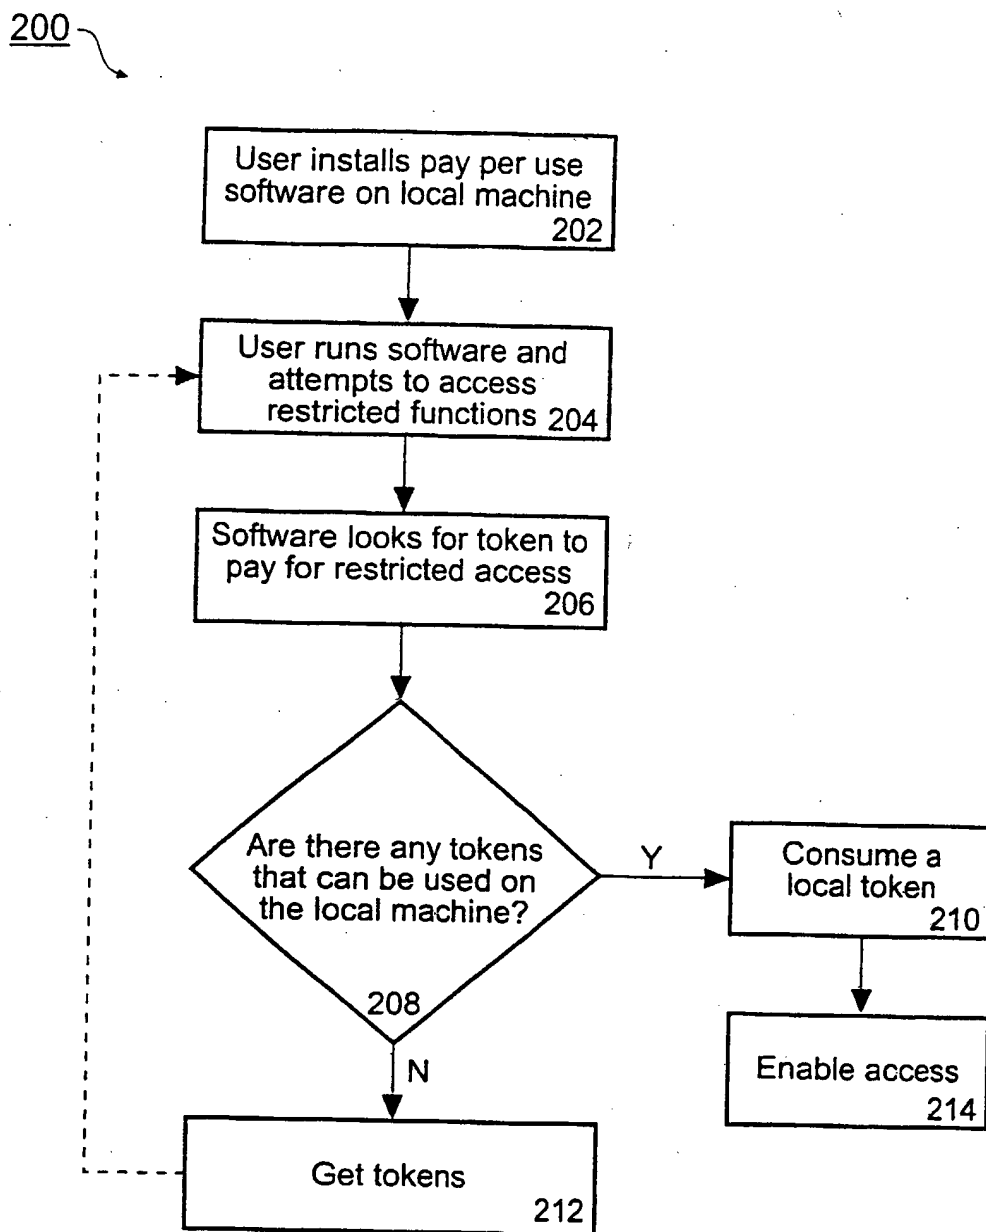 200
User installs pay per use
software on local machine
202
User runs software and
attempts to access
restricted functions 204
Software looks for token to
pay for restricted access
206
Are there any tokens
that can be used on
the local machine?
208
Y
Consume a
local token
210
N
Enable access
214
Get tokens
212